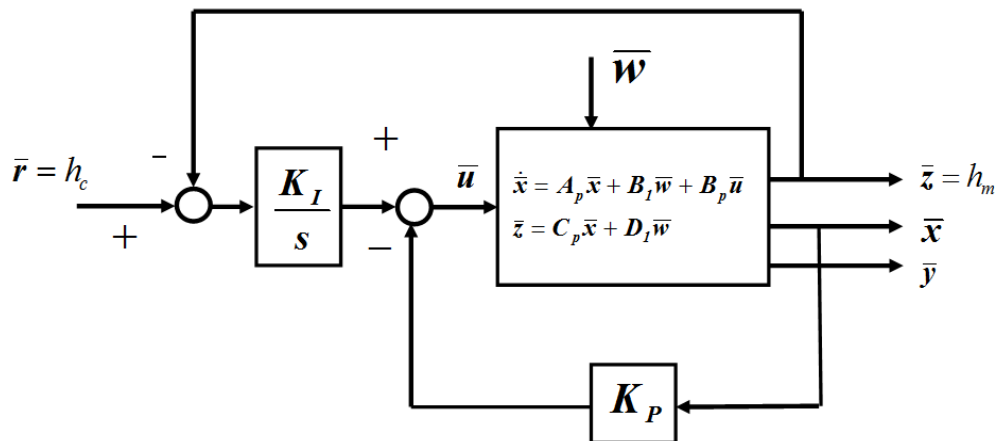 w̅
r̅ = h_c
-
+
K_I
s
+
−
u̅
ẋ̅ = A_p x̅ + B_1 w̅ + B_p u̅
z̅ = C_p x̅ + D_1 w̅
z̅ = h_m
x̅
y̅
K_P